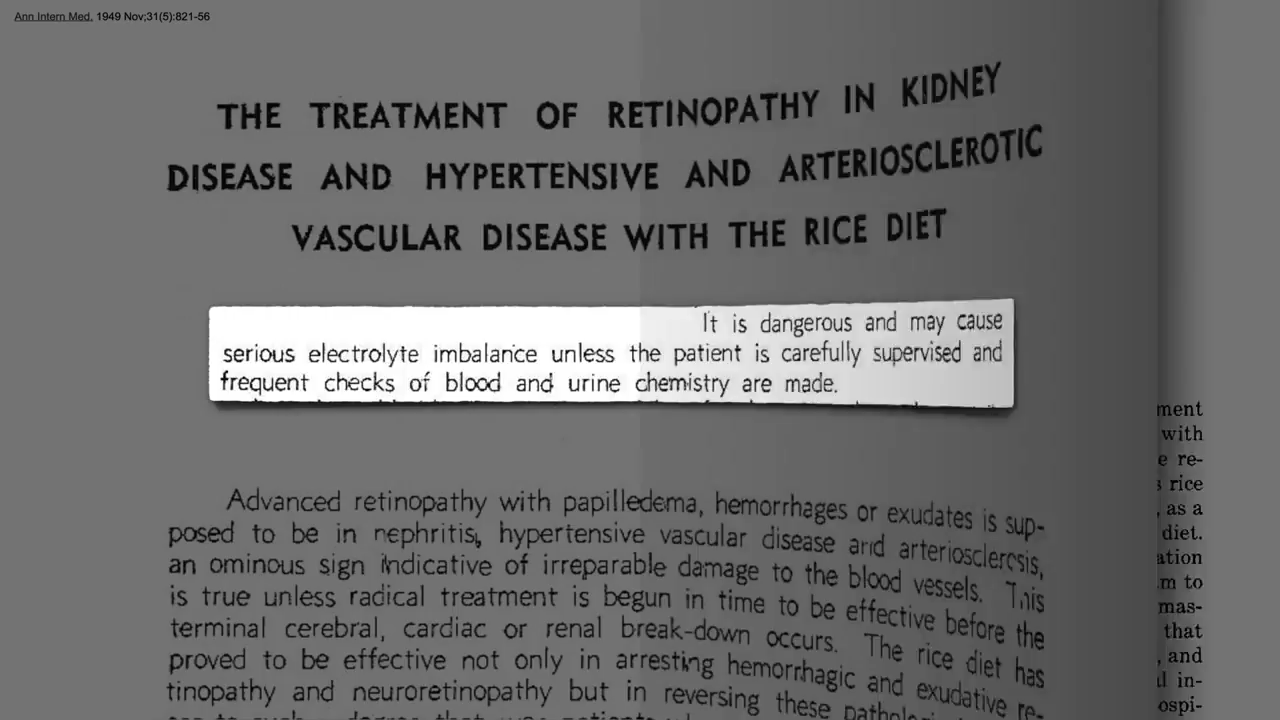 Ann Intern Med. 1949 Nov;31(5):821-56
THE TREATMENT OF RETINOPATHY IN KIDNEY
DISEASE AND HYPERTENSIVE AND ARTERIOSCLEROTIC
VASCULAR DISEASE WITH THE RICE DIET
It is dangerous and may cause
serious electrolyte imbalance unless the patient is carefully supervised and
frequent checks of blood and urine chemistry are made.
Advanced retinopathy with papilledema, hemorrhages or exudates is sup-
posed to be in nephritis, hypertensive vascular disease and arteriosclerosis,
an ominous sign indicative of irreparable damage to the blood vessels. This
is true unless radical treatment is begun in time to be effective before the
terminal cerebral, cardiac or renal break-down occurs. The rice diet has
proved to be effective not only in arresting hemorrhagic and exudative re-
tinopathy and neuroretinopathy but in reversing these
ment
with
e re-
rice
, as a
diet.
ation
m to
mas-
that
, and
l in-
ospi-